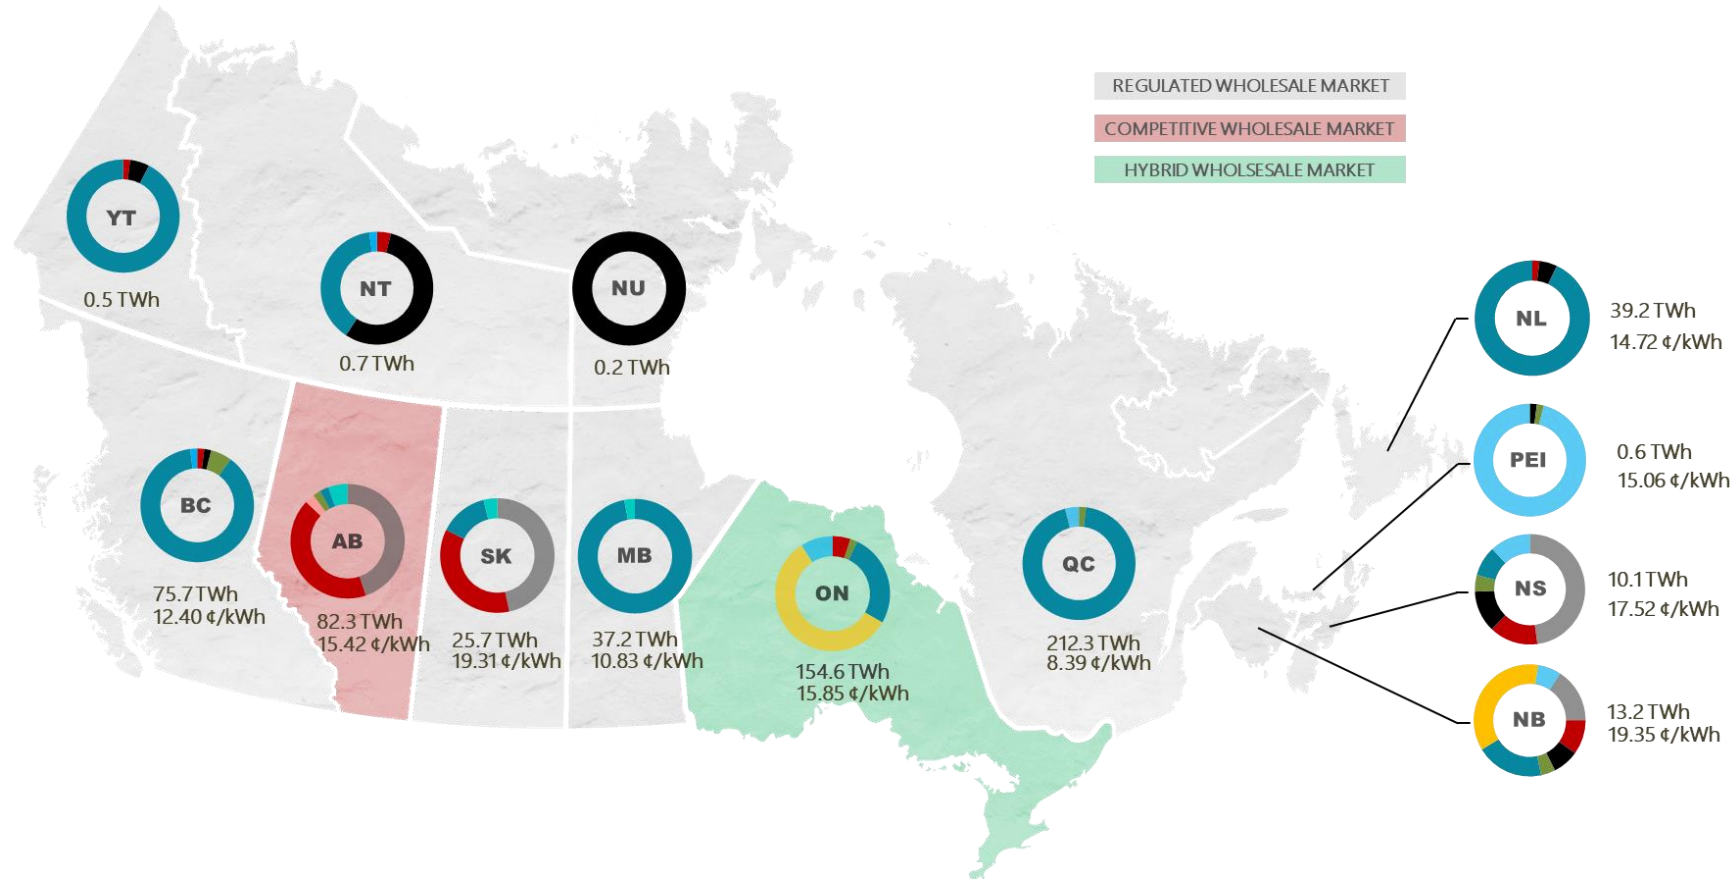 REGULATED WHOLESALE MARKET
COMPETITIVE WHOLESALE MARKET
HYBRID WHOLSESALE MARKET
YT
0.5 TWh
NT
0.7 TWh
NU
0.2 TWh
BC
75.7 TWh
12.40 ¢/kWh
AB
82.3 TWh
15.42 ¢/kWh
SK
25.7 TWh
19.31 ¢/kWh
MB
37.2 TWh
10.83 ¢/kWh
ON
154.6 TWh
15.85 ¢/kWh
QC
212.3 TWh
8.39 ¢/kWh
NL
39.2 TWh
14.72 ¢/kWh
PEI
0.6 TWh
15.06 ¢/kWh
NS
10.1 TWh
17.52 ¢/kWh
NB
13.2 TWh
19.35 ¢/kWh